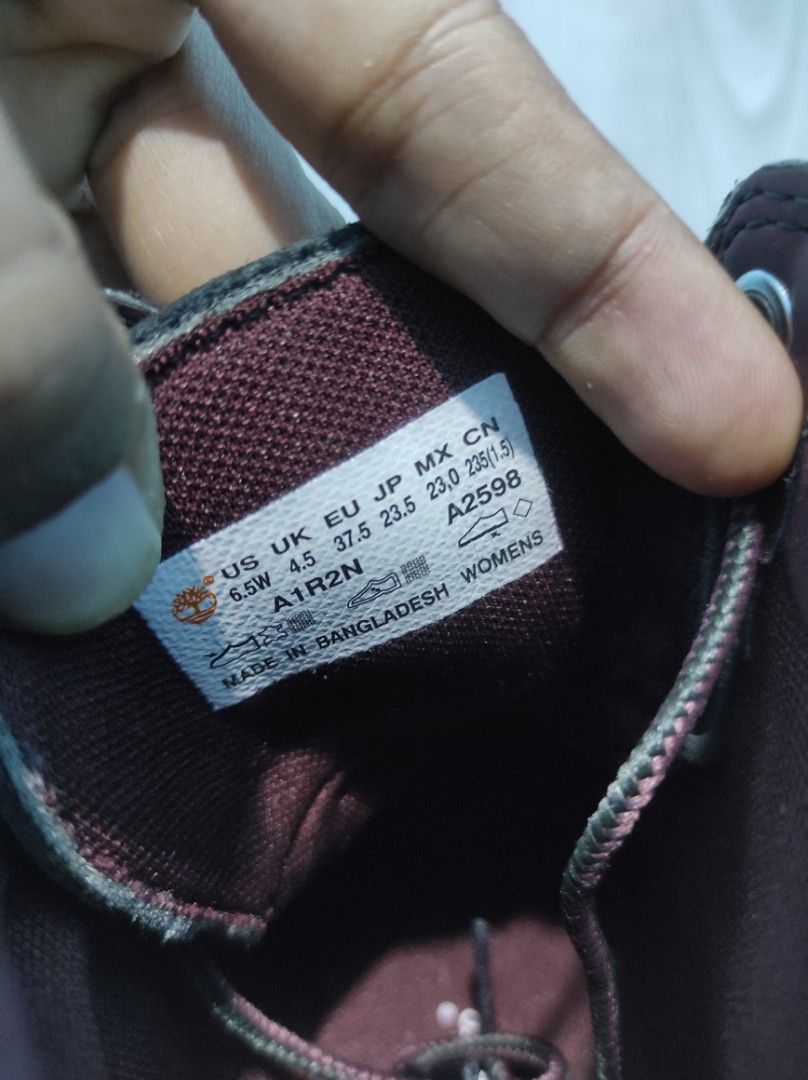 US UK EU JP MX CN
6.5W 4.5 37.5 23.5 23,0 235(1.5)
A1R2N A2598
MADE IN BANGLADESH WOMENS